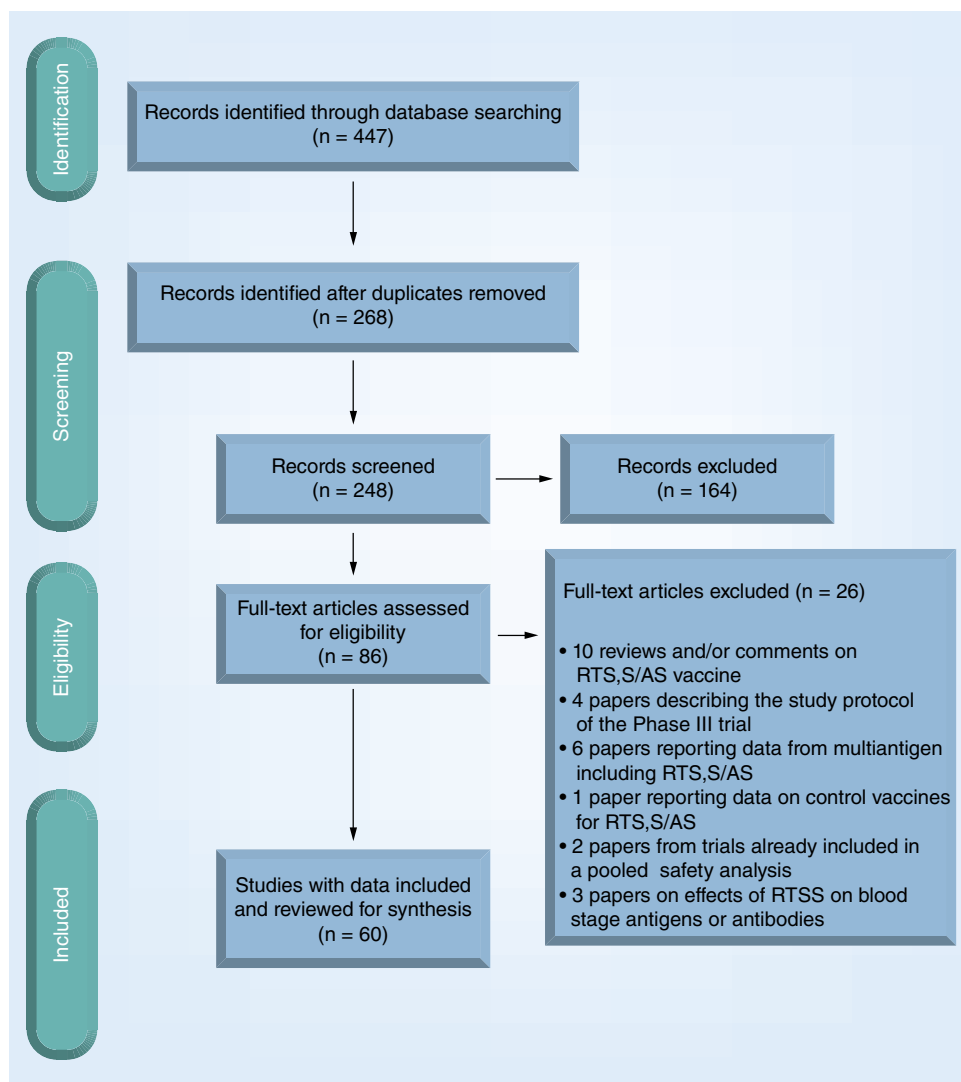 Identification
Records identified through database searching
(n = 447)
Screening
Records identified after duplicates removed
(n = 268)
Records screened
(n = 248)
Records excluded
(n = 164)
Eligibility
Full-text articles assessed
for eligibility
(n = 86)
Full-text articles excluded (n = 26)
• 10 reviews and/or comments on
RTS,S/AS vaccine
• 4 papers describing the study protocol
of the Phase III trial
• 6 papers reporting data from multiantigen
including RTS,S/AS
• 1 paper reporting data on control vaccines
for RTS,S/AS
• 2 papers from trials already included in
a pooled safety analysis
• 3 papers on effects of RTSS on blood
stage antigens or antibodies
Included
Studies with data included
and reviewed for synthesis
(n = 60)